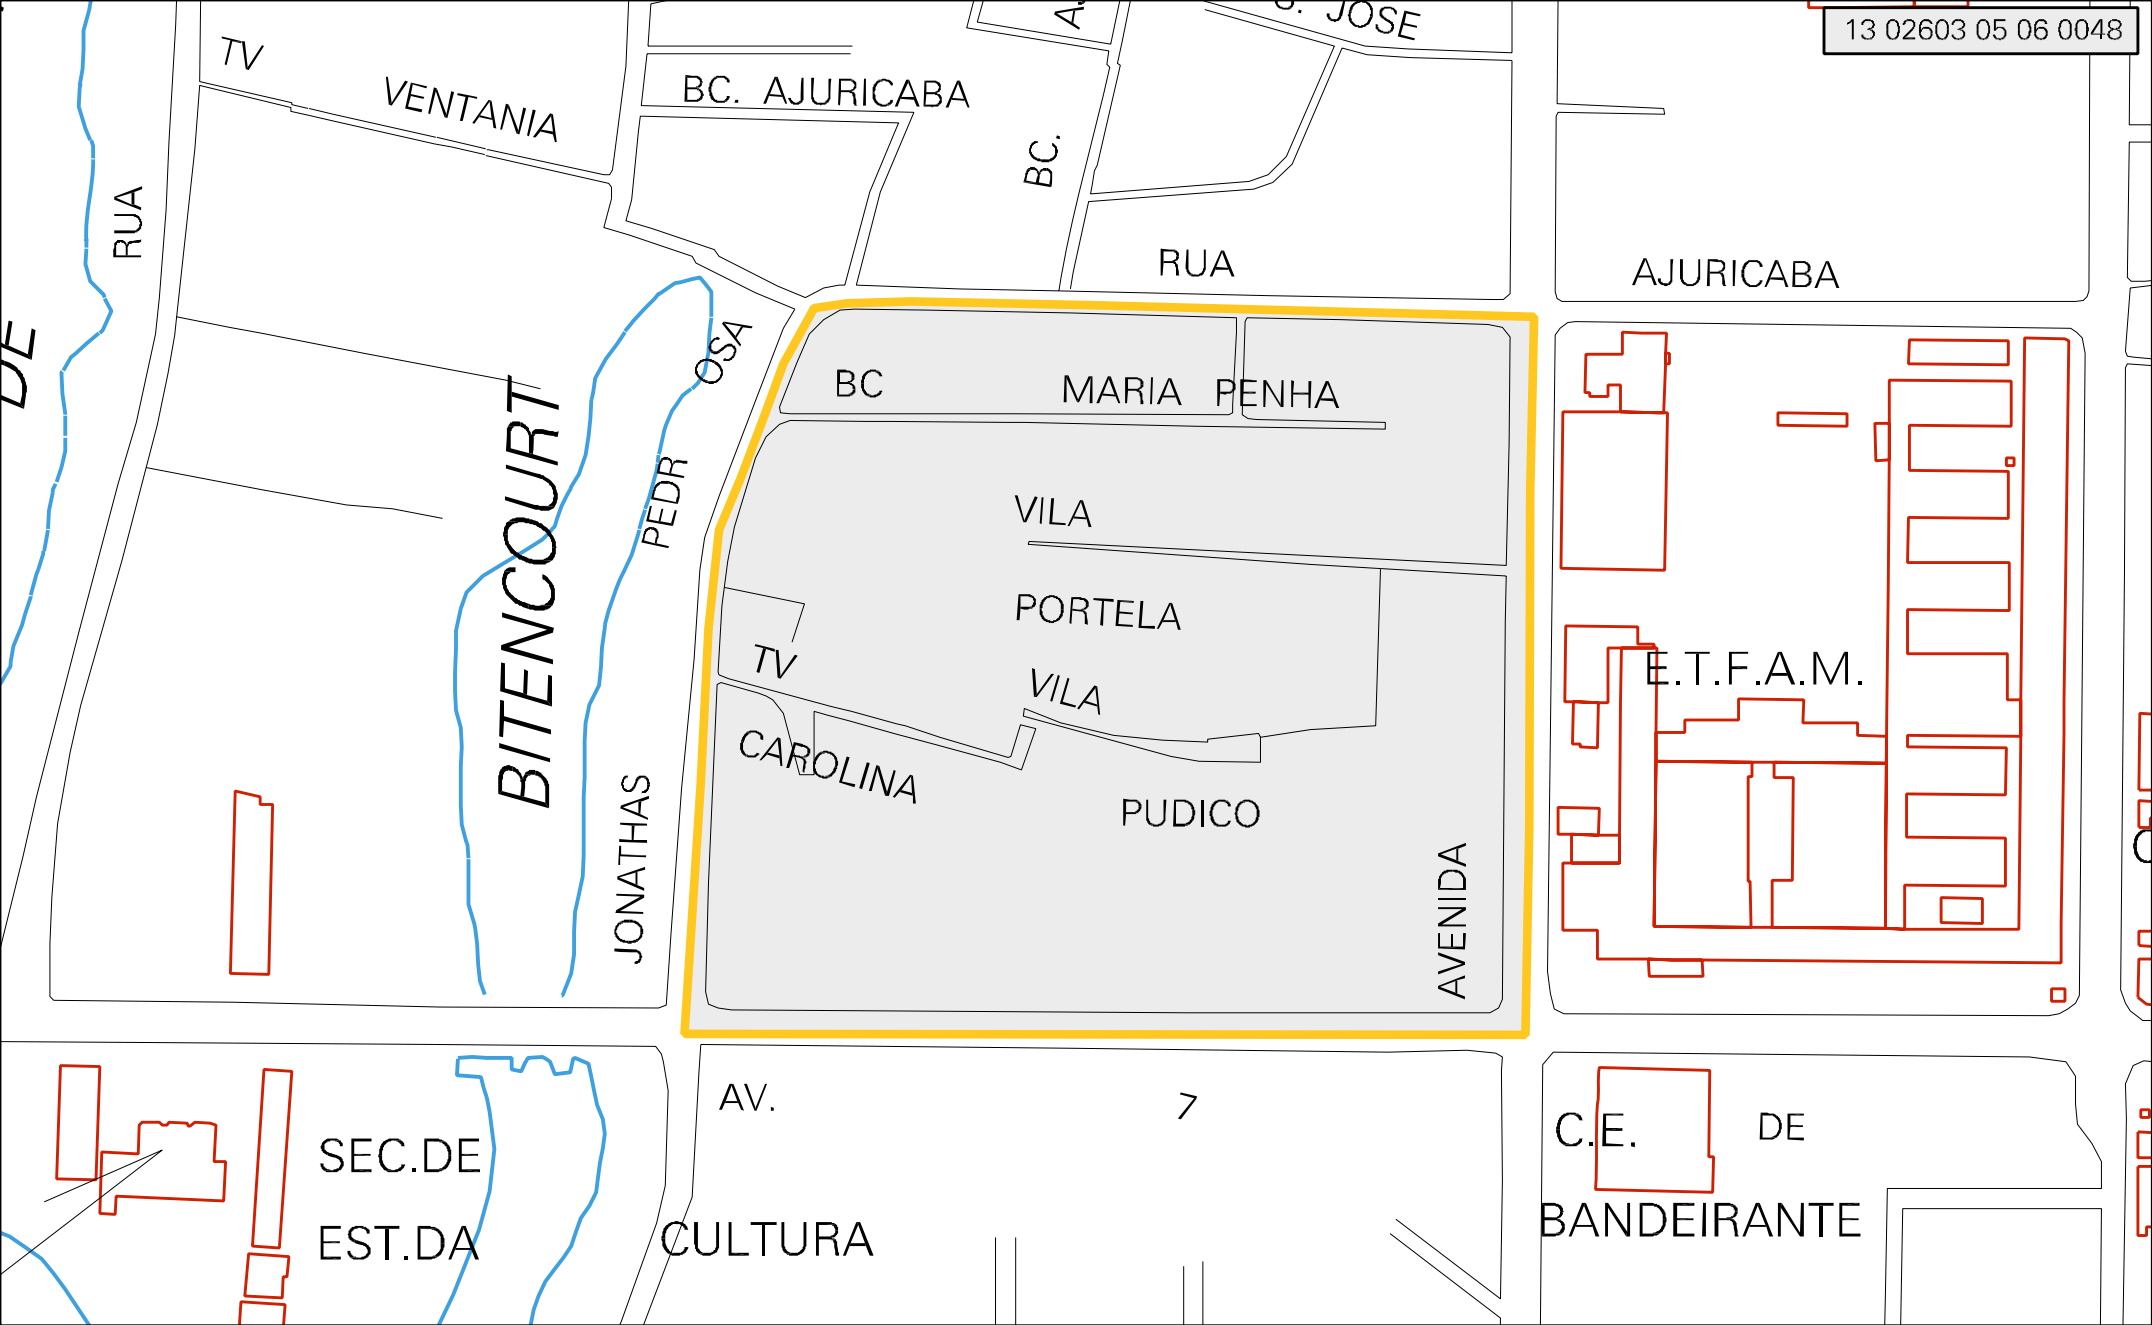 S. JOSE
13 02603 05 06 0048
TV
VENTANIA
BC. AJURICABA
BC.
RUA
RUA
AJURICABA
DE
OSA
BC
MARIA PENHA
BITENCOURT
PEDR
VILA
PORTELA
TV
VILA
E.T.F.A.M.
CAROLINA
PUDICO
JONATHAS
AVENIDA
AV.
7
C.E.
DE
SEC.DE
EST.DA
CULTURA
BANDEIRANTE